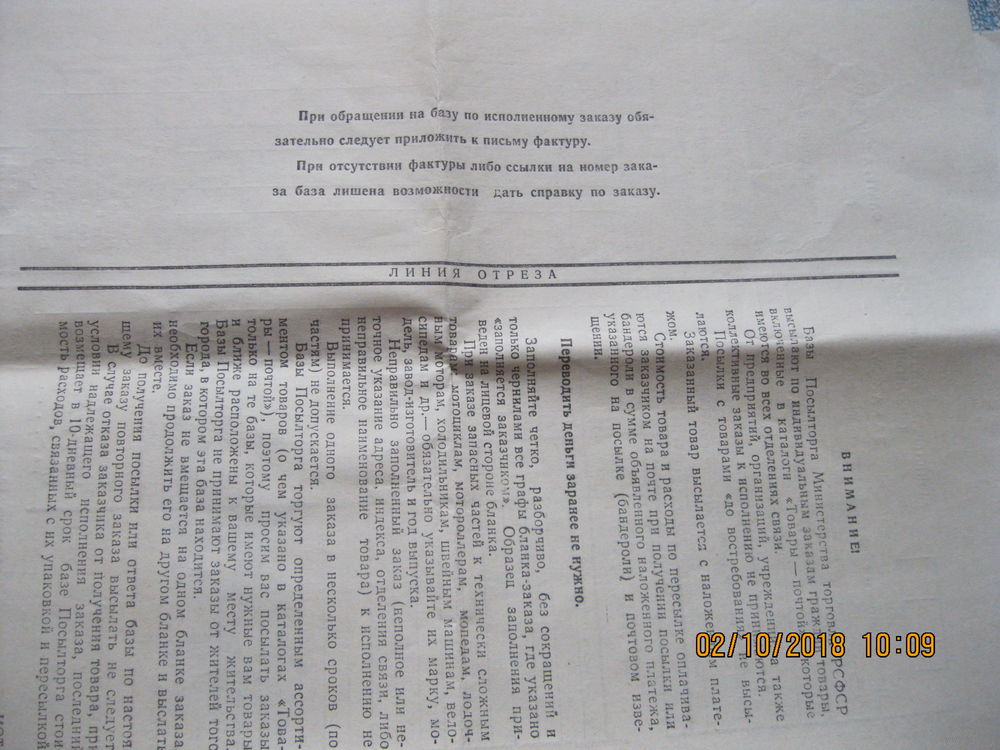 При обращении на базу по исполненному заказу обя-
зательно следует приложить к письму фактуру.
При отсутствии фактуры либо ссылки на номер зака-
за база лишена возможности дать справку по заказу.
ЛИНИЯ ОТРЕЗА
ВНИМАНИЕ!
Базы Посылторга Министерства торговли РСФСР
высылают по индивидуальным заказам граждан товары,
включенные в каталоги «Товары — почтой», которые
имеются во всех отделениях связи.
От предприятий, организаций, учреждений, а также
коллективные заказы к исполнению не принимаются.
Посылки с товарами «до востребования» не высы-
лаются.
Заказанный товар высылается с наложенным плате-
жом.
Стоимость товара и расходы по пересылке оплачива-
ются заказчиком на почте при получении посылки или
бандероли в сумме объявленного наложенного платежа,
указанного на посылке (бандероли) и почтовом изве-
щении.
Переводить деньги заранее не нужно.
Заполняйте четко, разборчиво, без сокращений и
только чернилами все графы бланка-заказа, где указано
«заполняется заказчиком». Образец заполнения при-
веден на лицевой стороне бланка.
При заказе запасных частей к технически сложным
товарам, мотоциклам, мотороллерам, мопедам, лодоч-
ным моторам, холодильникам, швейным машинам, вело-
сипедам и др.— обязательно указывайте их марку, мо-
дель, завод-изготовитель и год выпуска.
Неправильно заполненный заказ (неполное или не-
точное указание адреса, индекса, отделения связи, либо
неправильное наименование товара) к исполнению не
принимается.
Выполнение одного заказа в несколько сроков (по
частям) не допускается.
Базы Посылторга торгуют определенным ассорти-
ментом товаров (о чем указано в каталогах «Това-
ры — почтой»), поэтому просим вас посылать заказы
только на те базы, которые имеют нужные вам товары
и ближе расположены к вашему месту жительства.
Базы Посылторга не принимают заказы от жителей того
города, в котором эта база находится.
Если заказ не вмещается на одном бланке заказа,
необходимо продолжить его на другом бланке и выслать
их вместе.
До получения посылки или ответа базы по настоя-
щему заказу повторного заказа высылать не следует.
В случае отказа заказчика от получения товара, при
условии надлежащего исполнения заказа, последний
возмещает в 10-дневный срок базе Посылторга стои-
мость расходов, связанных с их упаковкой и пересылкой
02/10/2018 10:09